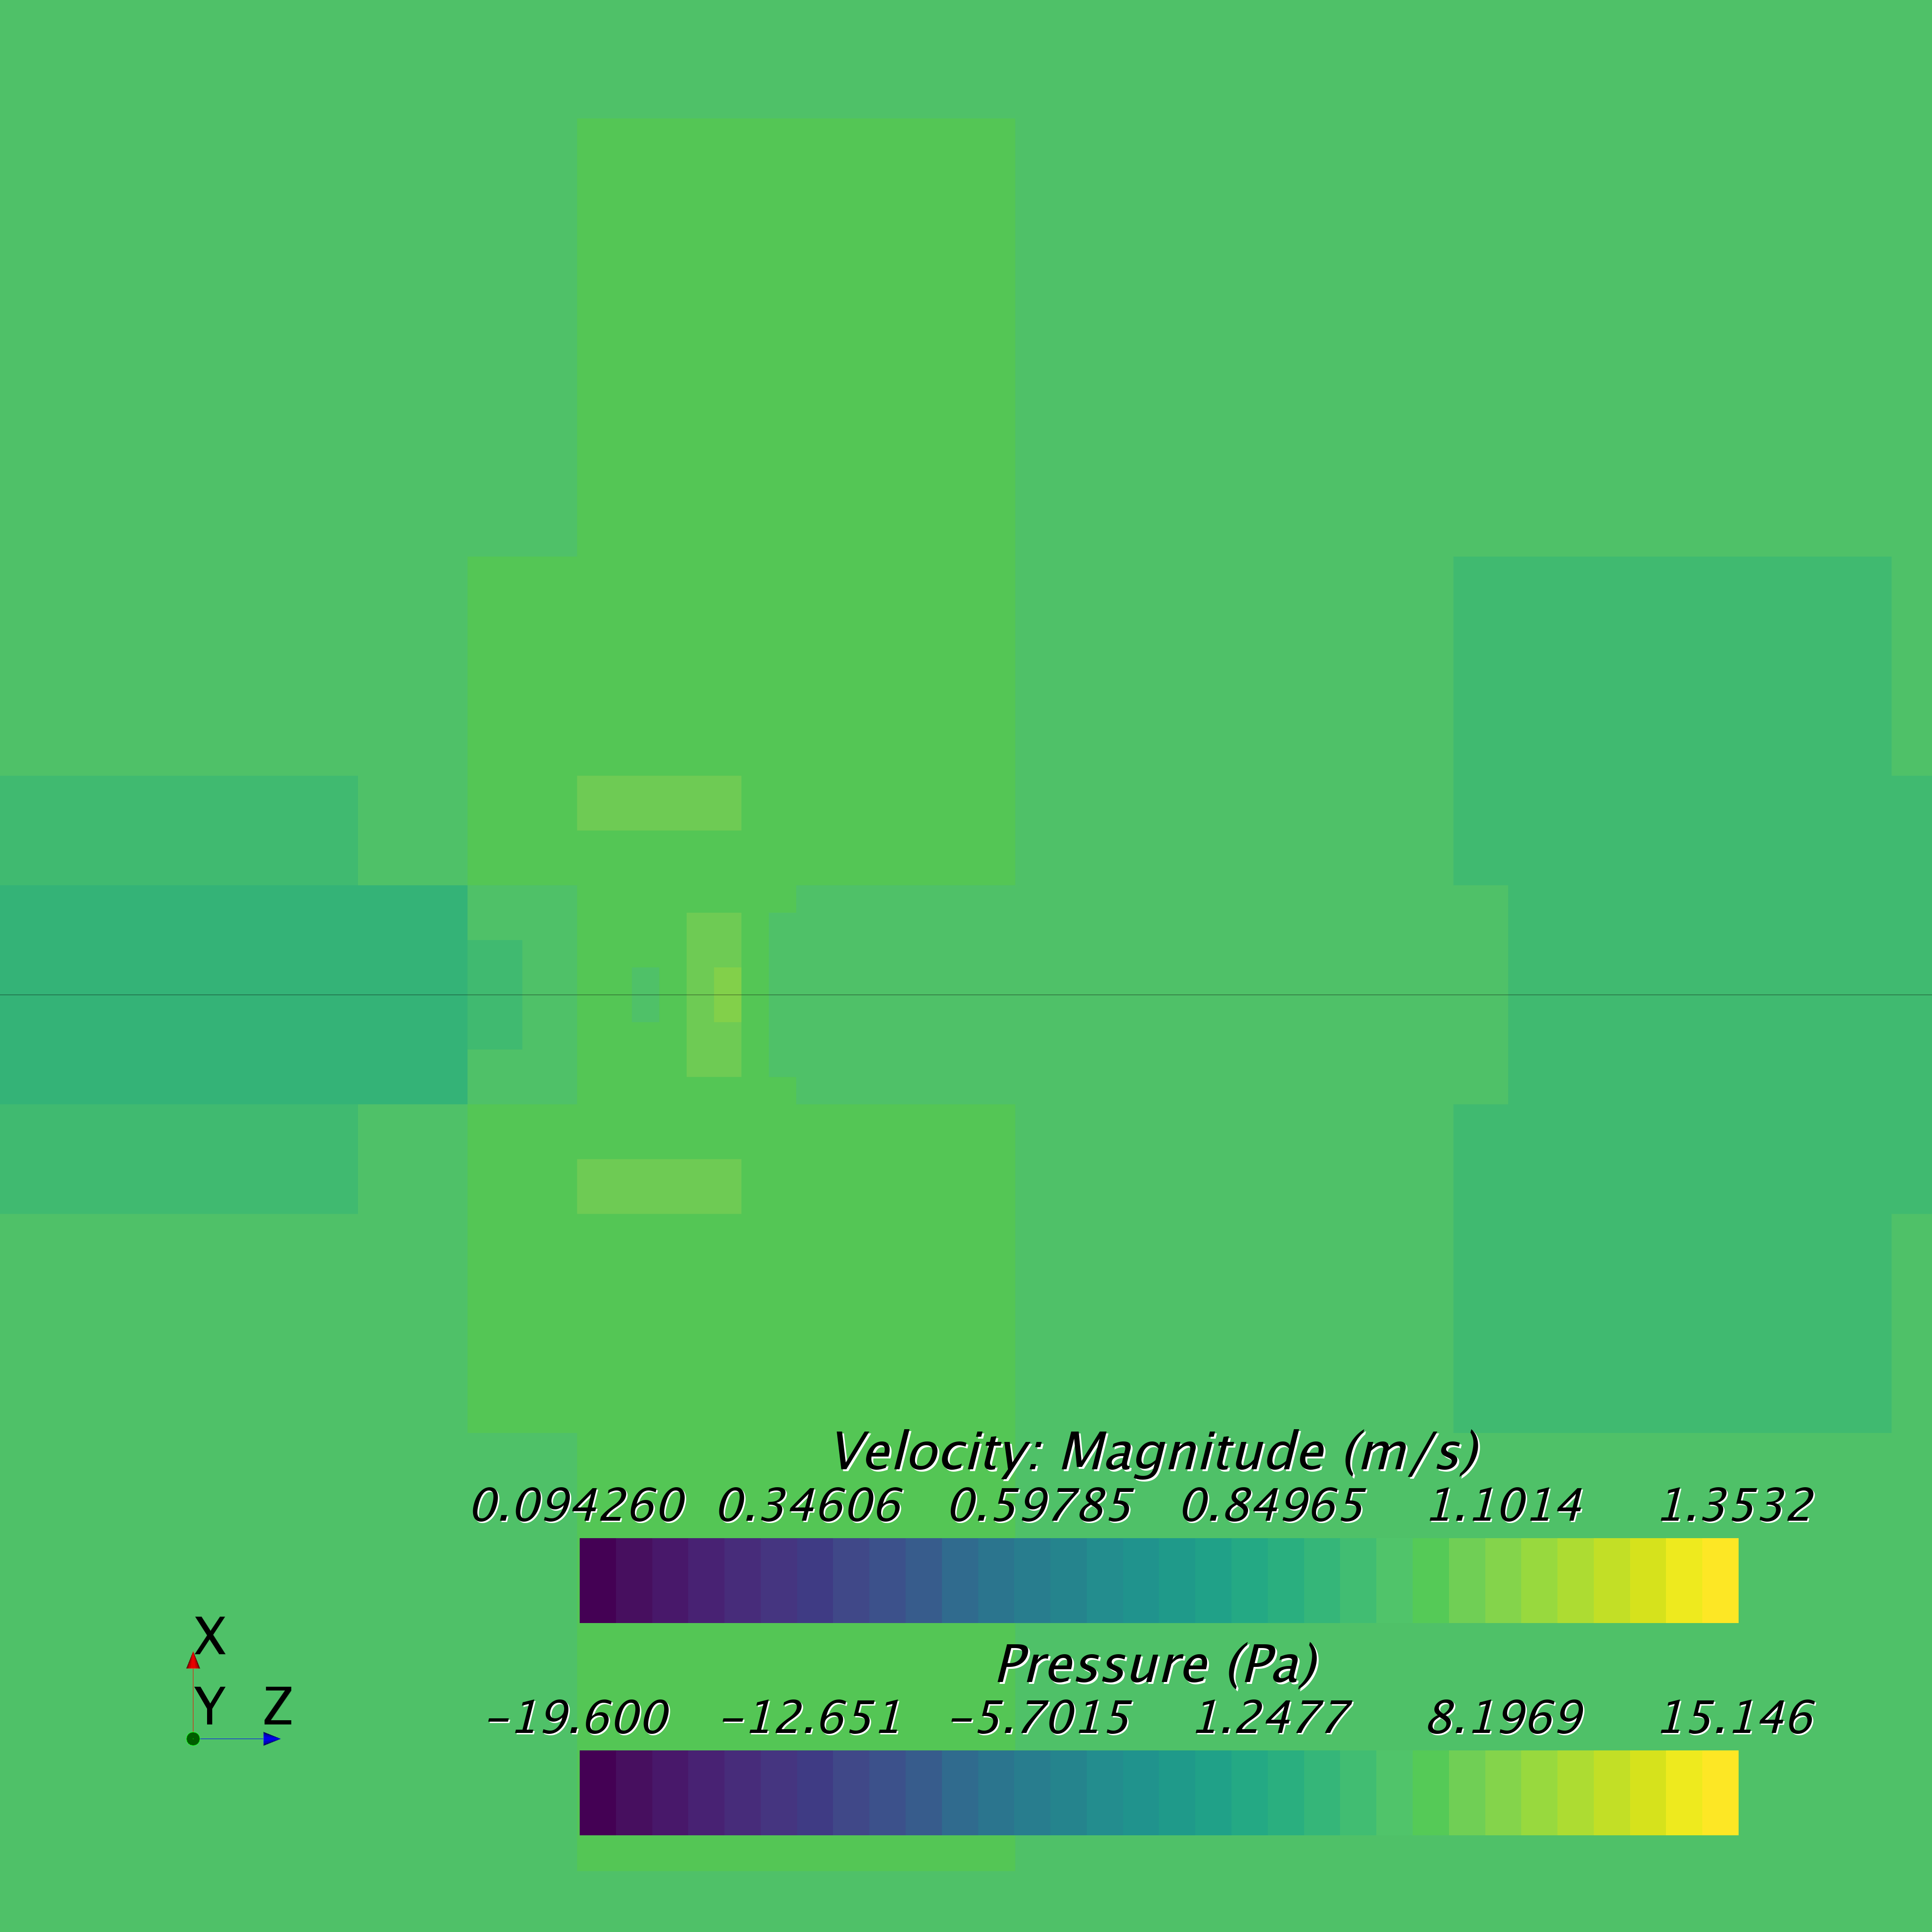 Velocity: Magnitude (m/s)
0.094260 0.34606 0.59785 0.84965 1.1014 1.3532
X
Pressure (Pa)
Y Z
-19.600 -12.651 -5.7015 1.2477 8.1969 15.146